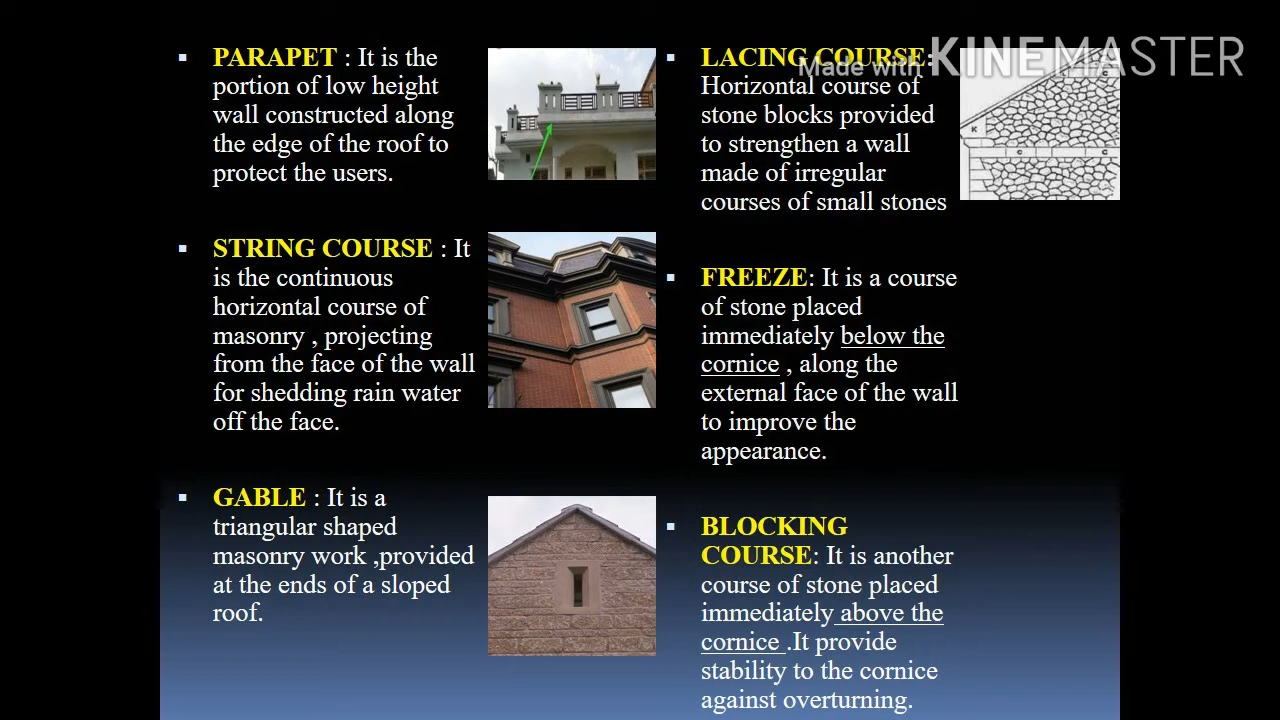 PARAPET : It is the
portion of low height
wall constructed along
the edge of the roof to
protect the users.
STRING COURSE : It
is the continuous
horizontal course of
masonry , projecting
from the face of the wall
for shedding rain water
off the face.
GABLE : It is a
triangular shaped
masonry work ,provided
at the ends of a sloped
roof.
LACING COURSE:
Horizontal course of
stone blocks provided
to strengthen a wall
made of irregular
courses of small stones
FREEZE: It is a course
of stone placed
immediately below the
cornice , along the
external face of the wall
to improve the
appearance.
BLOCKING
COURSE: It is another
course of stone placed
immediately above the
cornice .It provide
stability to the cornice
against overturning.
Made with KINEMASTER
K
C C